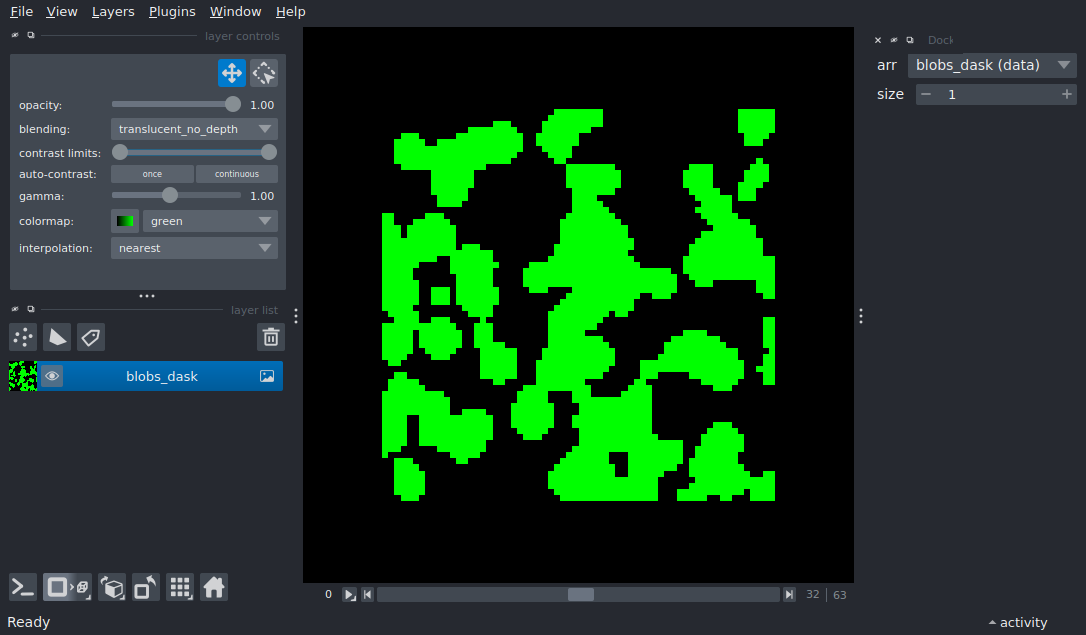 File View Layers Plugins Window Help
layer controls
opacity: 1.00
blending: translucent_no_depth
contrast limits:
auto-contrast: once continuous
gamma: 1.00
colormap: green
interpolation: nearest
layer list
blobs_dask
Dock
arr blobs_dask (data)
size 1
0 32 63
Ready
activity